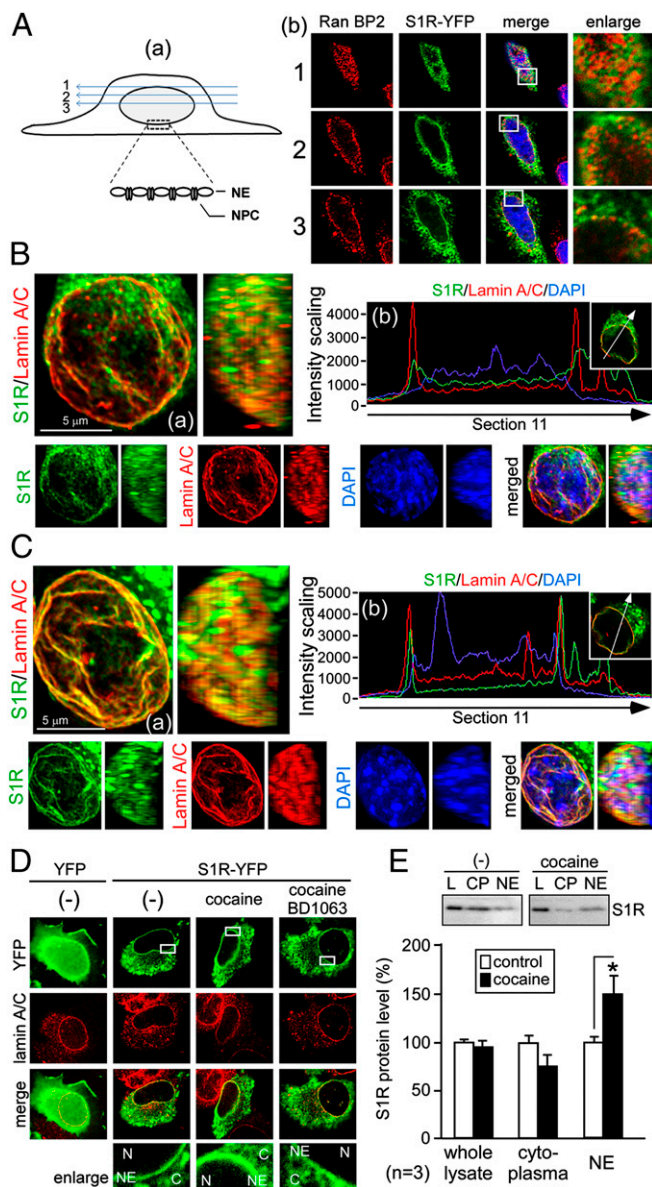 A
(a)
1
2
3
NE
NPC
(b)
Ran BP2 S1R-YFP merge enlarge
1
2
3
B
S1R/Lamin A/C
5 µm
(a)
S1R/Lamin A/C/DAPI
(b)
Intensity scaling
4000
3000
2000
1000
0
Section 11
S1R
Lamin A/C
DAPI
merged
C
S1R/Lamin A/C
5 µm
(a)
S1R/Lamin A/C/DAPI
(b)
Intensity scaling
5000
4000
3000
2000
1000
0
Section 11
S1R
Lamin A/C
DAPI
merged
D
YFP S1R-YFP
(-) (-) cocaine cocaine BD1063
YFP
lamin A/C
merge
enlarge
N NE C
C N NE
NE N C
E
(-) cocaine
L CP NE L CP NE
S1R
S1R protein level (%)
200
150
100
50
0
control
cocaine
*
whole lysate
cyto-plasma
NE
(n=3)